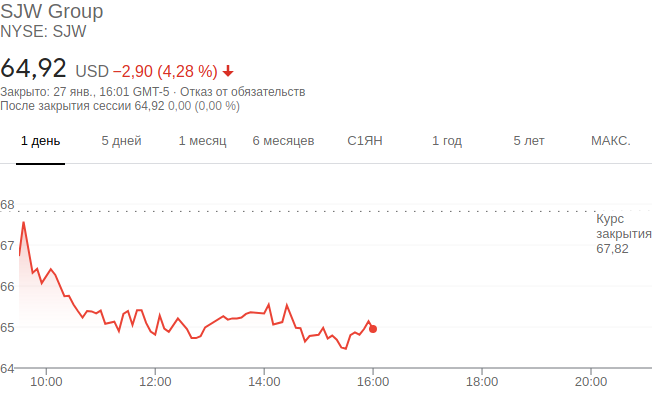 SJW Group
NYSE: SJW
64,92 USD −2,90 (4,28 %)
Закрыто: 27 янв., 16:01 GMT-5 · Отказ от обязательств
После закрытия сессии 64,92 0,00 (0,00 %)
1 день 5 дней 1 месяц 6 месяцев С1ЯН 1 год 5 лет МАКС.
68
Курс
закрытия
67,82
67
66
65
64
10:00 12:00 14:00 16:00 18:00 20:00